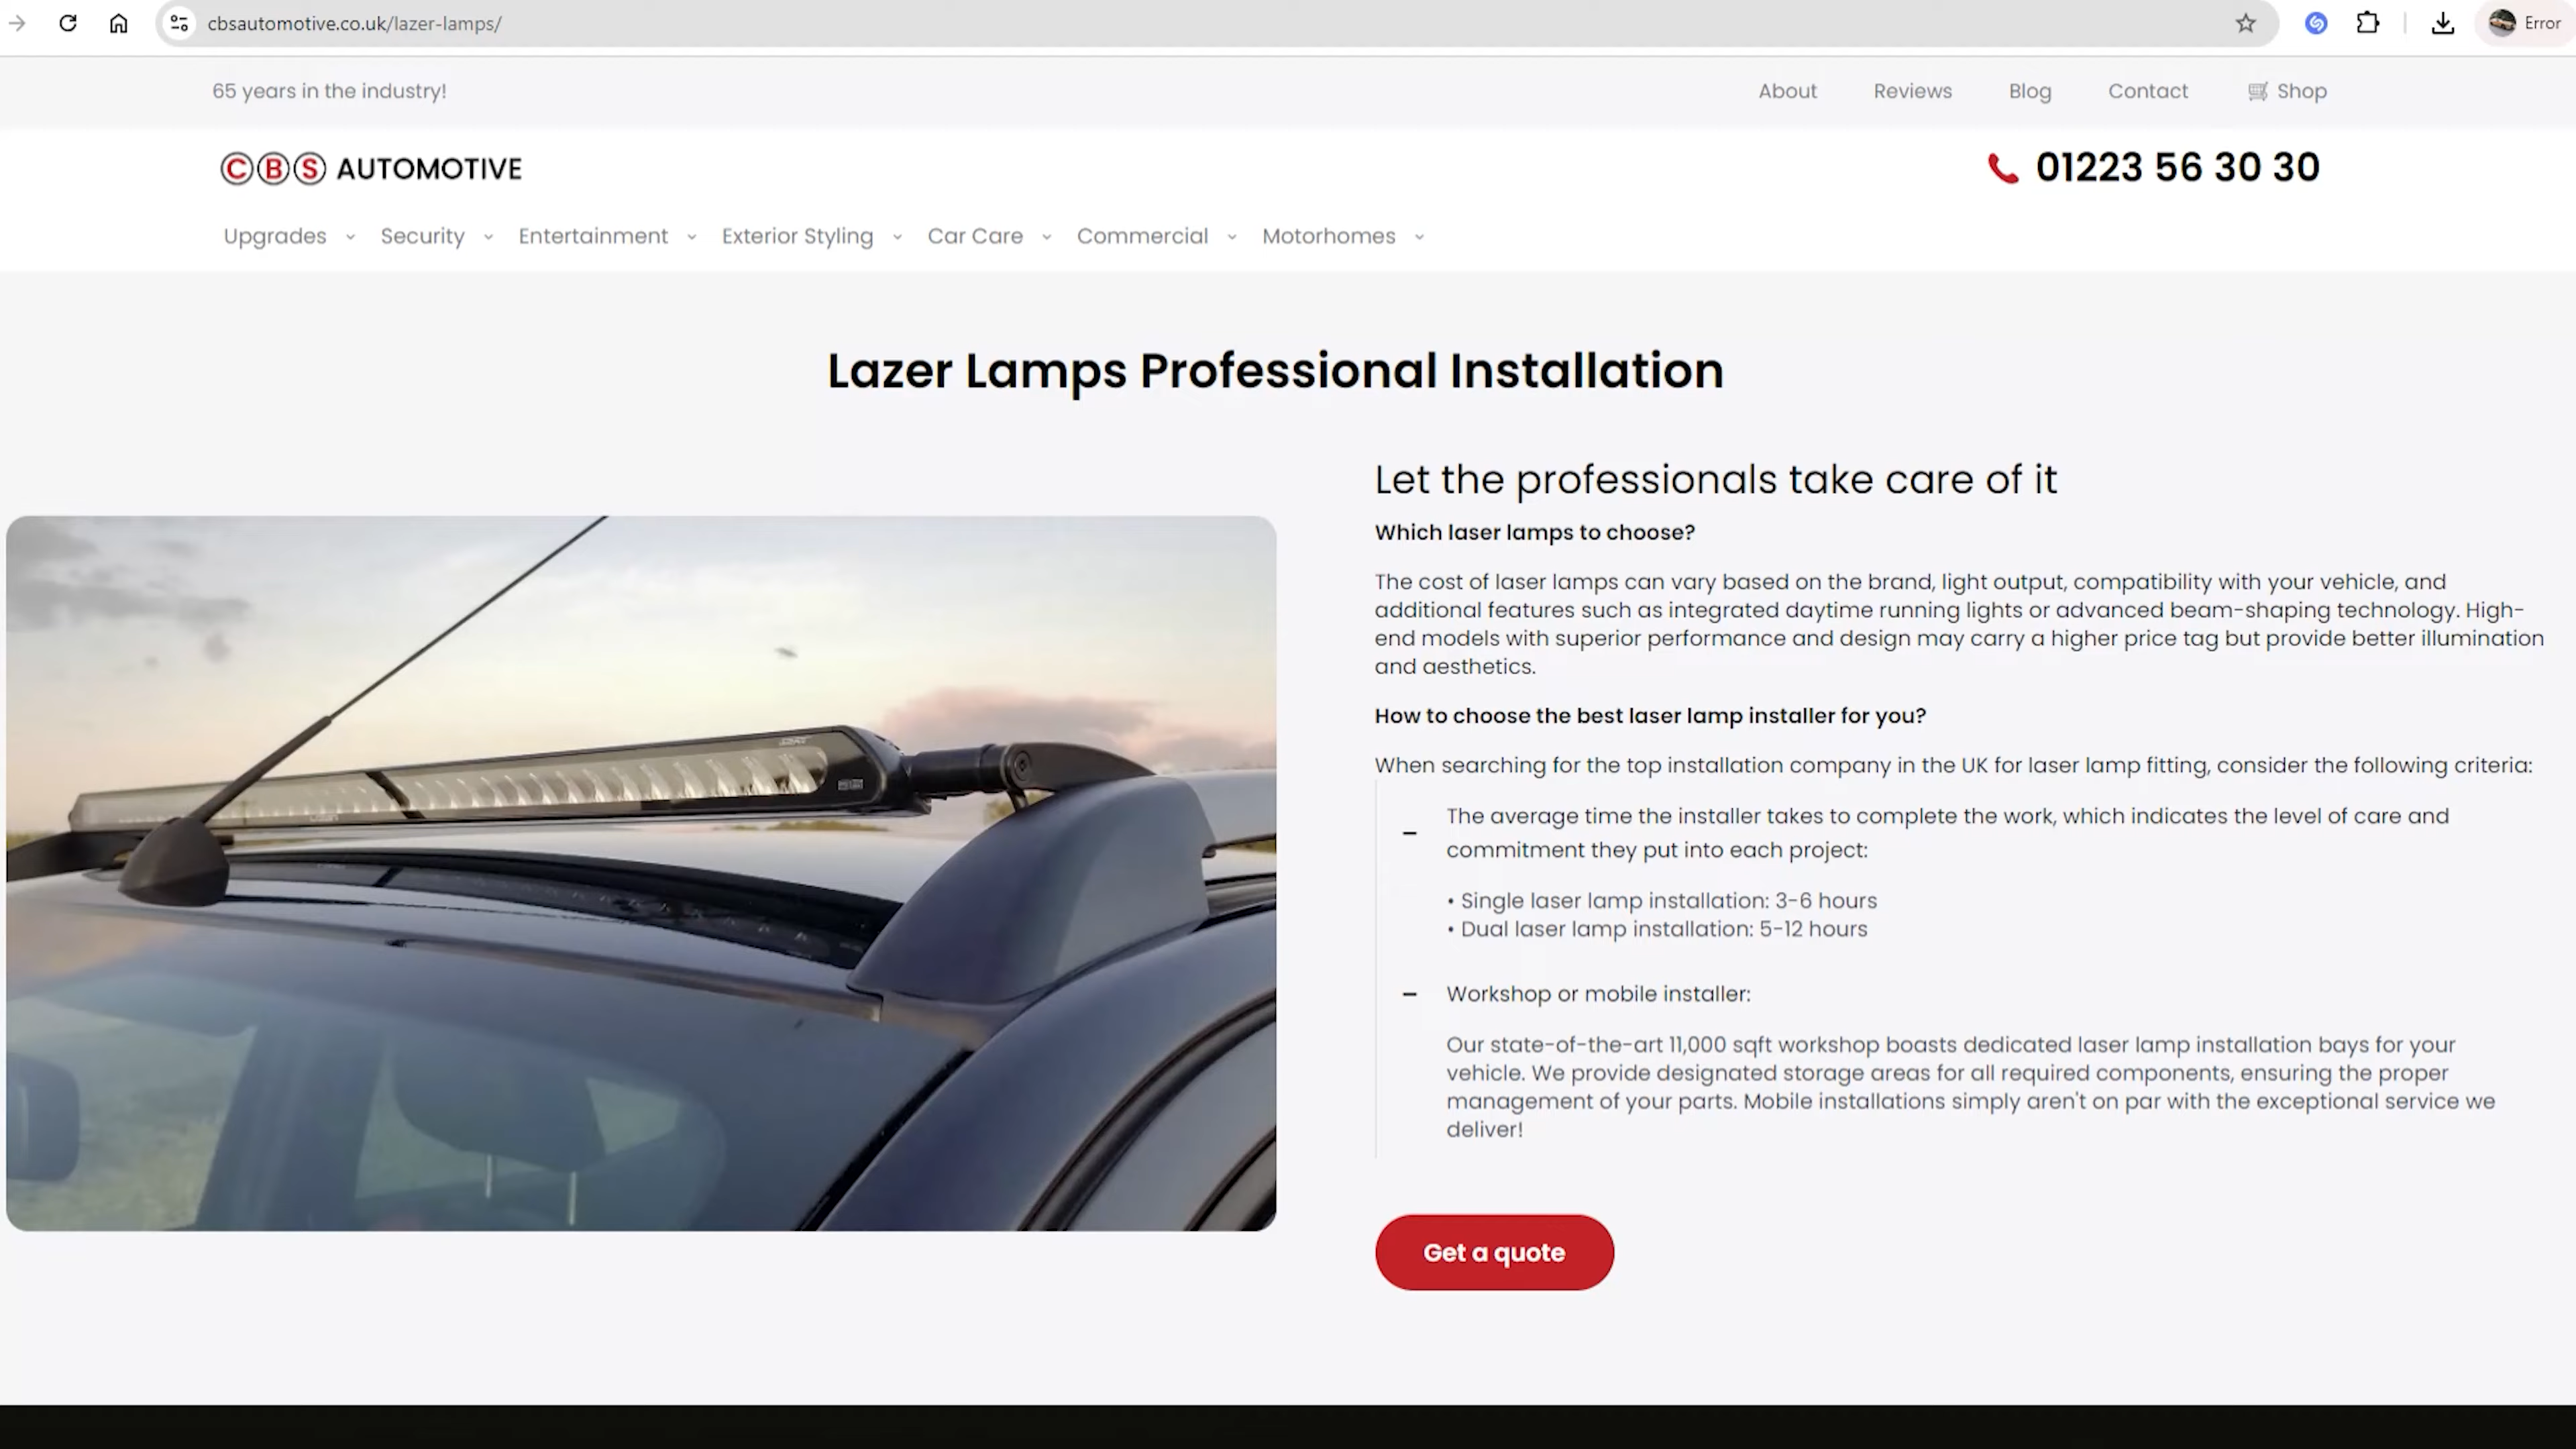 cbsautomotive.co.uk/lazer-lamps/
Error
65 years in the industry!
About
Reviews
Blog
Contact
Shop
CBS AUTOMOTIVE
01223 56 30 30
Upgrades
Security
Entertainment
Exterior Styling
Car Care
Commercial
Motorhomes
Lazer Lamps Professional Installation
Let the professionals take care of it
Which laser lamps to choose?
The cost of laser lamps can vary based on the brand, light output, compatibility with your vehicle, and
additional features such as integrated daytime running lights or advanced beam-shaping technology. High-
end models with superior performance and design may carry a higher price tag but provide better illumination
and aesthetics.
How to choose the best laser lamp installer for you?
When searching for the top installation company in the UK for laser lamp fitting, consider the following criteria:
– The average time the installer takes to complete the work, which indicates the level of care and
commitment they put into each project:
• Single laser lamp installation: 3-6 hours
• Dual laser lamp installation: 5-12 hours
– Workshop or mobile installer:
Our state-of-the-art 11,000 sqft workshop boasts dedicated laser lamp installation bays for your
vehicle. We provide designated storage areas for all required components, ensuring the proper
management of your parts. Mobile installations simply aren't on par with the exceptional service we
deliver!
Get a quote